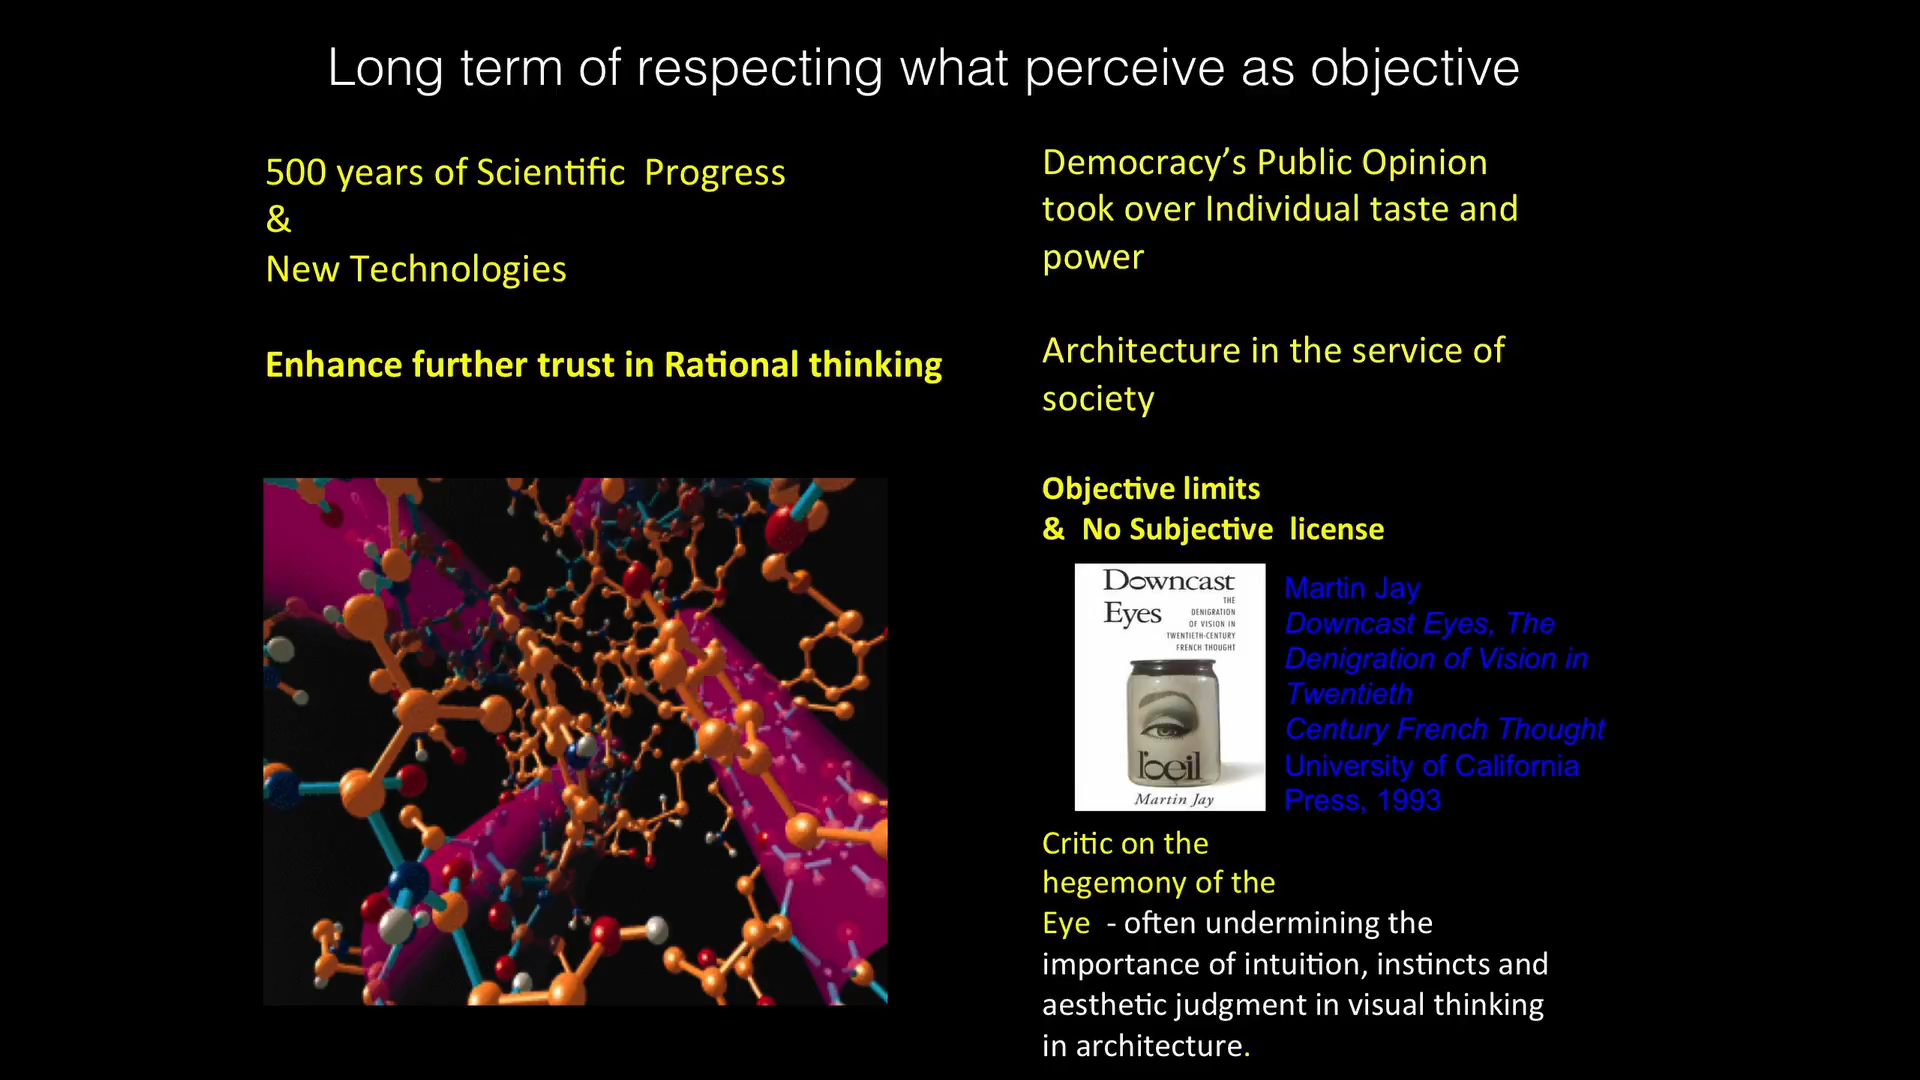 Long term of respecting what perceive as objective
500 years of Scientific Progress
&
New Technologies
Enhance further trust in Rational thinking
Democracy’s Public Opinion
took over Individual taste and
power
Architecture in the service of
society
Objective limits
& No Subjective license
Downcast
Eyes
THE
DENIGRATION
OF VISION IN
TWENTIETH-CENTURY
FRENCH THOUGHT
l'oeil
Martin Jay
Martin Jay
Downcast Eyes, The
Denigration of Vision in
Twentieth
Century French Thought
University of California
Press, 1993
Critic on the
hegemony of the
Eye - often undermining the
importance of intuition, instincts and
aesthetic judgment in visual thinking
in architecture.